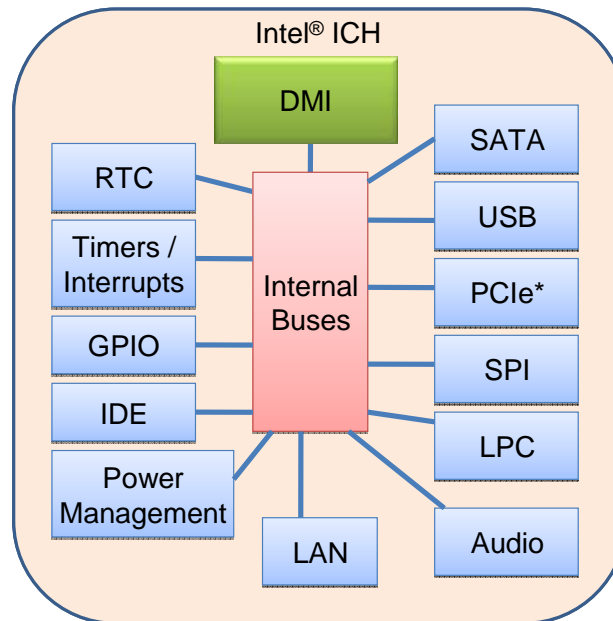 Intel® ICH
DMI
RTC
Timers /
Interrupts
GPIO
IDE
Power
Management
Internal
Buses
LAN
SATA
USB
PCIe*
SPI
LPC
Audio